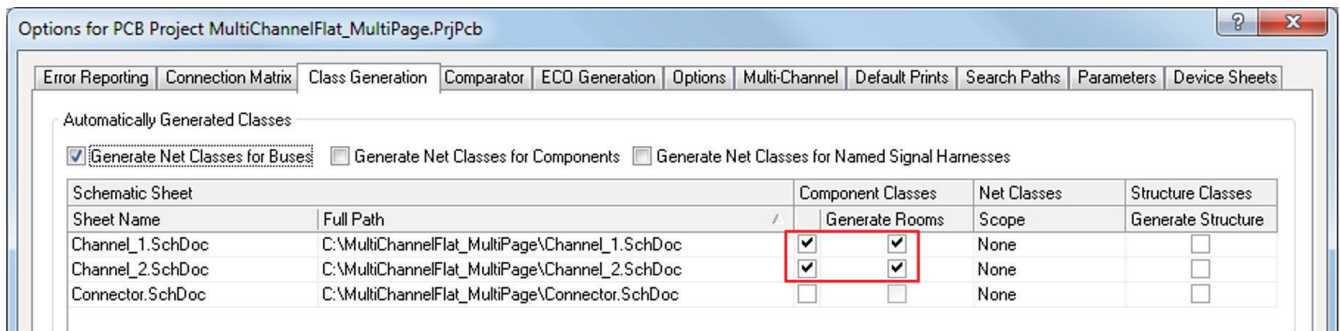 Options for PCB Project MultiChannelFlat_MultiPage.PrjPcb
Error Reporting Connection Matrix Class Generation Comparator ECO Generation Options Multi-Channel Default Prints Search Paths Parameters Device Sheets
Automatically Generated Classes
Generate Net Classes for Buses Generate Net Classes for Components Generate Net Classes for Named Signal Harnesses
Schematic Sheet Component Classes Net Classes Structure Classes
Sheet Name Full Path Generate Rooms Scope Generate Structure
Channel_1.SchDoc C:\MultiChannelFlat_MultiPage\Channel_1.SchDoc None
Channel_2.SchDoc C:\MultiChannelFlat_MultiPage\Channel_2.SchDoc None
Connector.SchDoc C:\MultiChannelFlat_MultiPage\Connector.SchDoc None